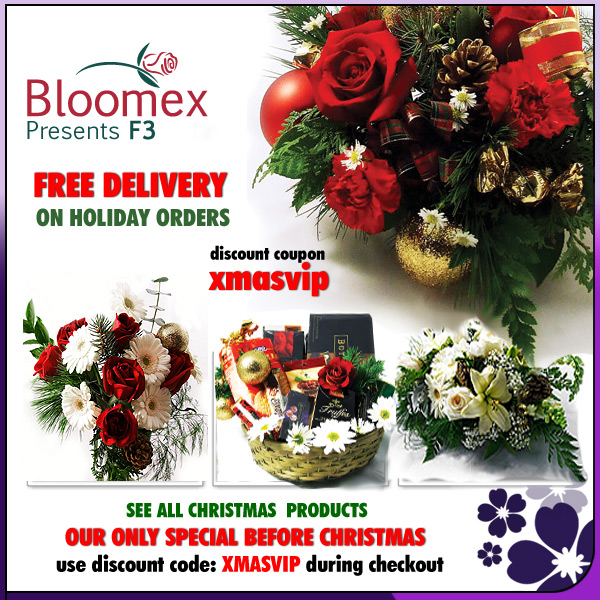 Bloomex
Presents F3
FREE DELIVERY
ON HOLIDAY ORDERS
discount coupon
xmasvip
SEE ALL CHRISTMAS PRODUCTS
OUR ONLY SPECIAL BEFORE CHRISTMAS
use discount code: XMASVIP during checkout